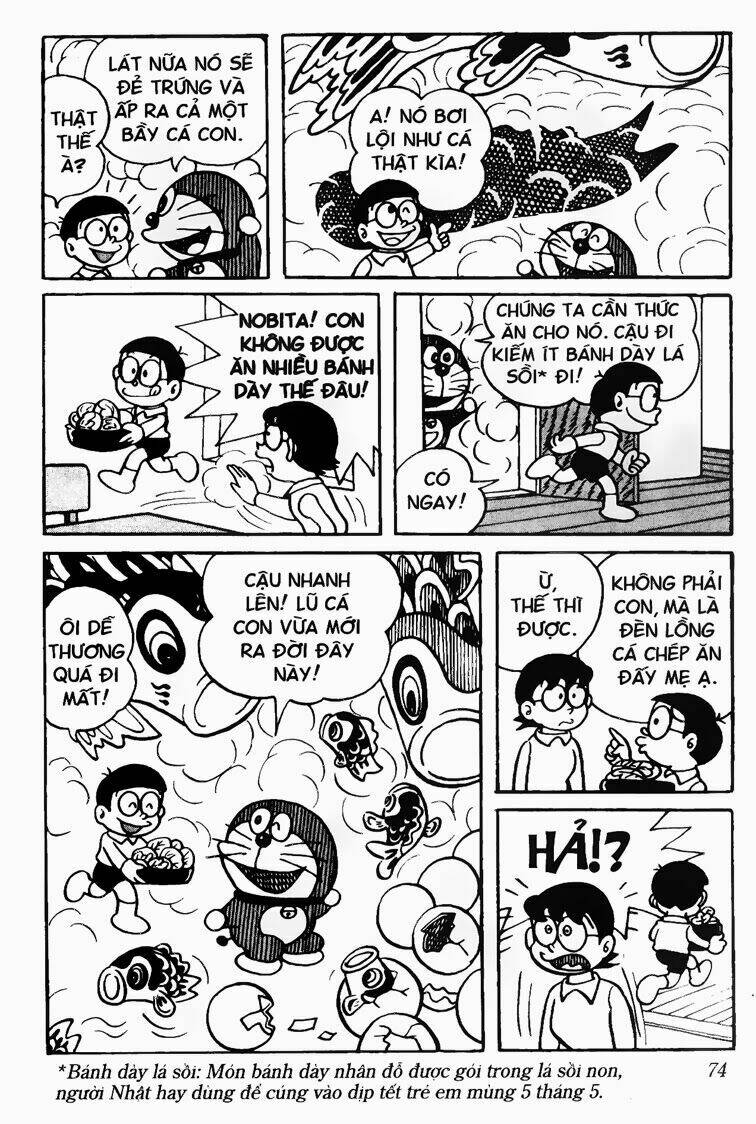 A! NÓ BƠI
LỘI NHƯ CÁ
THẬT KÌA!
LÁT NỮA NÓ SẼ
ĐẺ TRỨNG VÀ
ẤP RA CẢ MỘT
BẦY CÁ CON.
THẬT
THẾ
À?
CHÚNG TA CẦN THỨC
ĂN CHO NÓ. CẬU ĐI
KIẾM ÍT BÁNH DÀY LÁ
SỒI* ĐI!
CÓ
NGAY!
NOBITA! CON
KHÔNG ĐƯỢC
ĂN NHIỀU BÁNH
DÀY THẾ ĐÂU!
KHÔNG PHẢI
CON, MÀ LÀ
ĐÈN LỒNG
CÁ CHÉP ĂN
ĐẤY MẸ Ạ.
Ừ,
THẾ THÌ
ĐƯỢC.
HẢ!?
CẬU NHANH
LÊN! LŨ CÁ
CON VỪA MỚI
RA ĐỜI ĐÂY
NÀY!
ÔI DỄ
THƯƠNG
QUÁ ĐI
MẤT!
*Bánh dày lá sồi: Món bánh dày nhân đỗ được gói trong lá sồi non,
người Nhật hay dùng để cúng vào dịp tết trẻ em mùng 5 tháng 5.
74